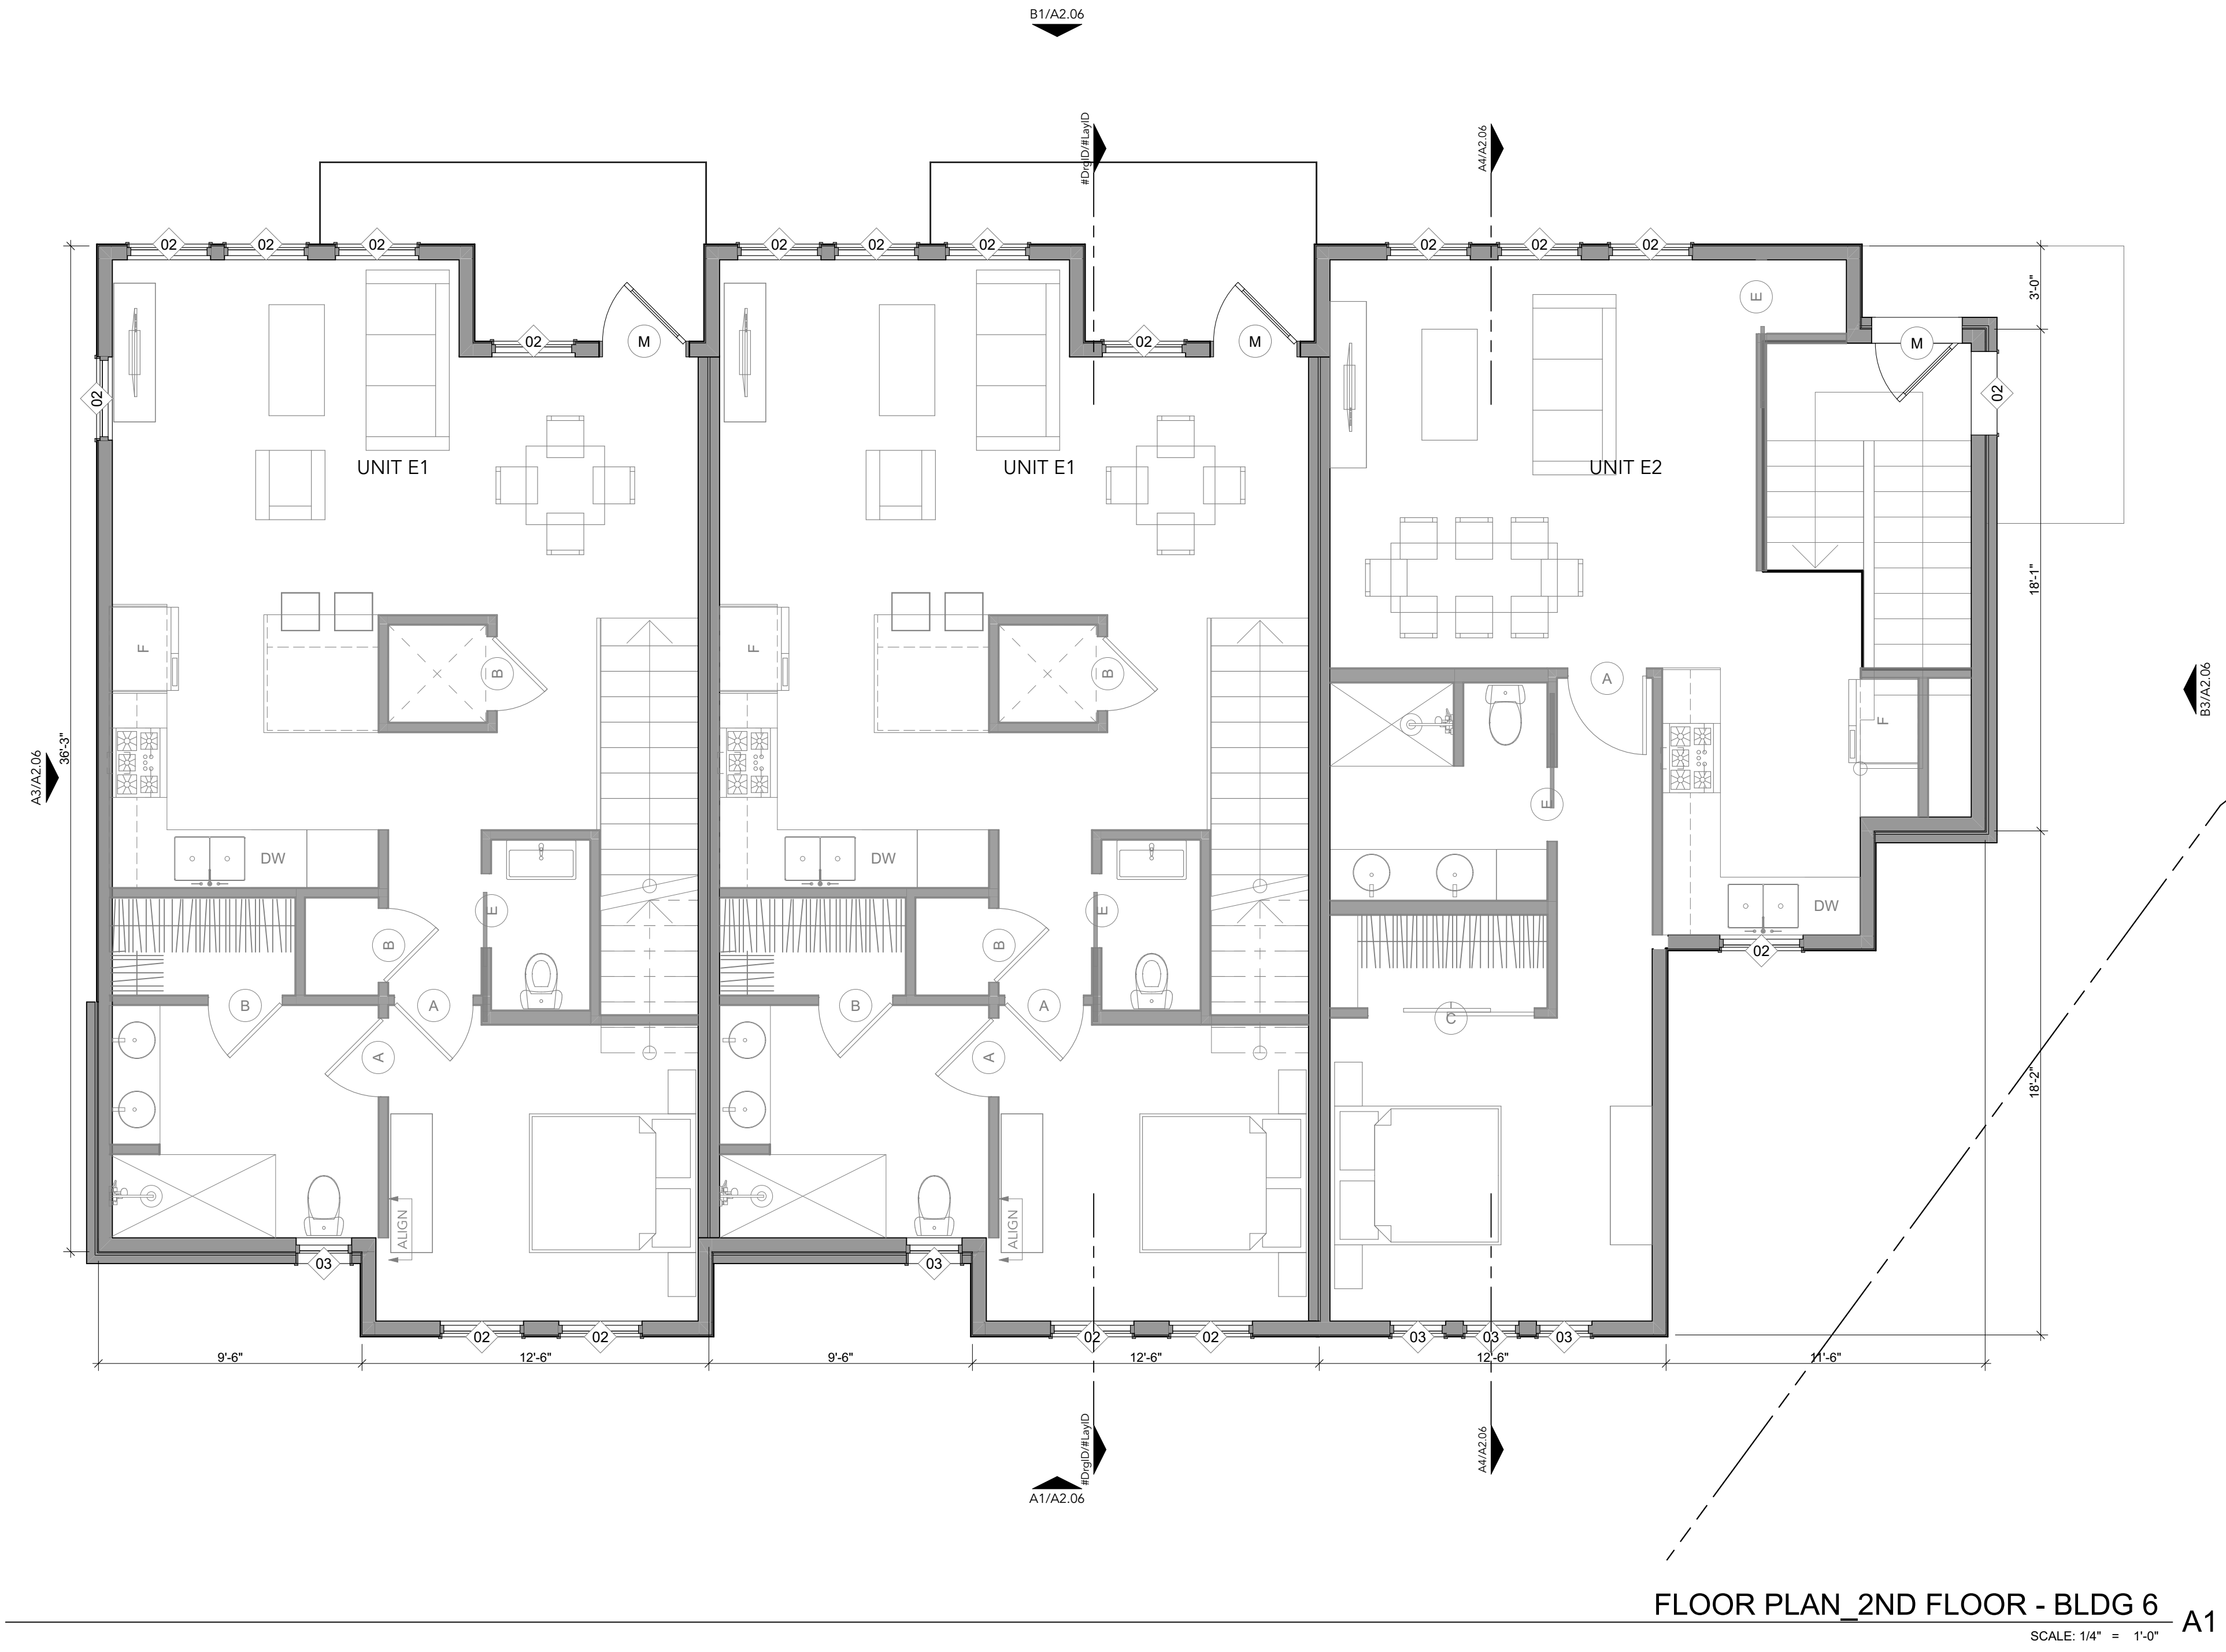 B1/A2.06
#DrgID/#LayID
A4/A2.06
02 02 02 02 02 02 02 02 02
E
3'-0"
02 M 02 M M
02
02
UNIT E1 UNIT E1 UNIT E2
18'-1"
F B F B A F
B3/A2.06
36'-3"
A3/A2.06
E
DW DW
B E B E DW
02
B A B A C
A A
18'-2"
ALIGN ALIGN
03 03
02 02 02 02 03 03 03
9'-6" 12'-6" 9'-6" 12'-6" 12'-6" 11'-6"
#DrgID/#LayID
A4/A2.06
A1/A2.06
FLOOR PLAN_2ND FLOOR - BLDG 6
A1
SCALE: 1/4" = 1'-0"